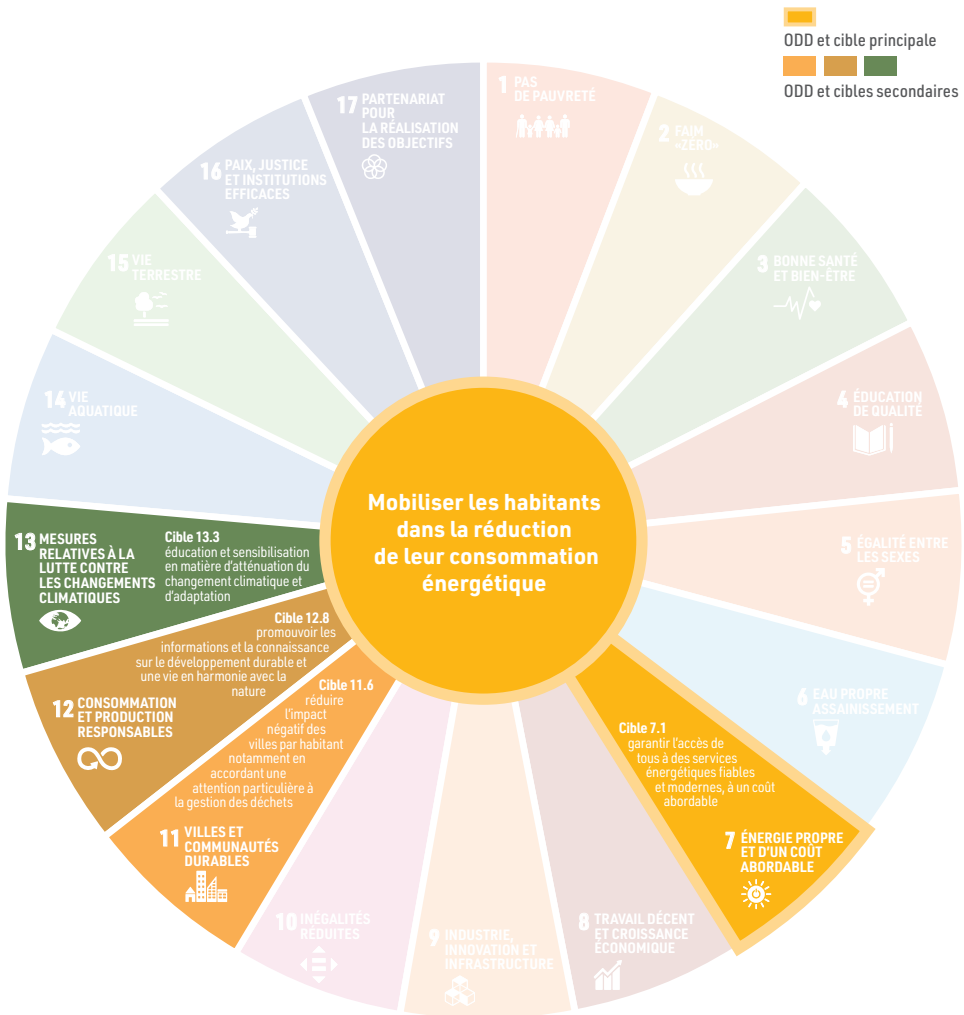 ODD et cible principale
ODD et cibles secondaires
1 PAS
DE PAUVRETÉ
2 FAIM
«ZÉRO»
3 BONNE SANTÉ
ET BIEN-ÊTRE
4 ÉDUCATION
DE QUALITÉ
5 ÉGALITÉ ENTRE
LES SEXES
6 EAU PROPRE
ASSAINISSEMENT
Cible 7.1
garantir l'accès de
tous à des services
énergétiques fiables
et modernes, à un coût
abordable
7 ÉNERGIE PROPRE
ET D'UN COÛT
ABORDABLE
8 TRAVAIL DÉCENT
ET CROISSANCE
ÉCONOMIQUE
9 INDUSTRIE,
INNOVATION ET
INFRASTRUCTURE
10 INÉGALITÉS
RÉDUITES
Cible 11.6
réduire
l'impact
négatif des
villes par habitant
notamment en
accordant une
attention particulière à
la gestion des déchets
11 VILLES ET
COMMUNAUTÉS
DURABLES
Cible 12.8
promouvoir les
informations et la connaissance
sur le développement durable et
une vie en harmonie avec la
nature
12 CONSOMMATION
ET PRODUCTION
RESPONSABLES
Cible 13.3
éducation et sensibilisation
en matière d'atténuation du
changement climatique et
d'adaptation
13 MESURES
RELATIVES À LA
LUTTE CONTRE
LES CHANGEMENTS
CLIMATIQUES
14 VIE
AQUATIQUE
15 VIE
TERRESTRE
16 PAIX, JUSTICE
ET INSTITUTIONS
EFFICACES
17 PARTENARIAT
POUR
LA RÉALISATION
DES OBJECTIFS
Mobiliser les habitants
dans la réduction
de leur consommation
énergétique